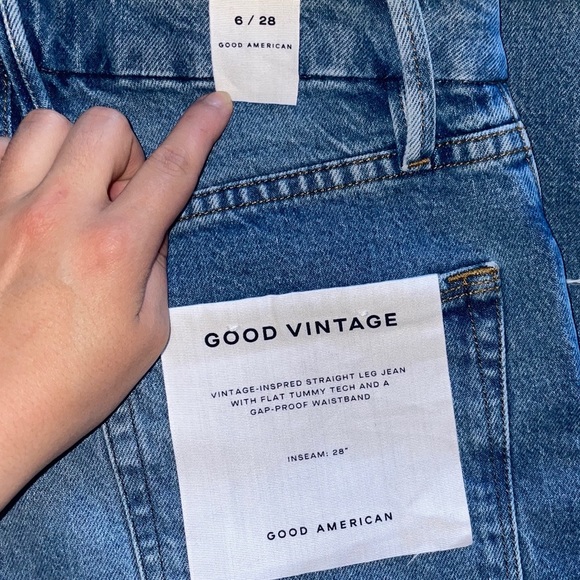 6 / 28
GOOD AMERICAN
GOOD VINTAGE
VINTAGE-INSPRED STRAIGHT LEG JEAN
WITH FLAT TUMMY TECH AND A
GAP-PROOF WAISTBAND
INSEAM: 28"
GOOD AMERICAN